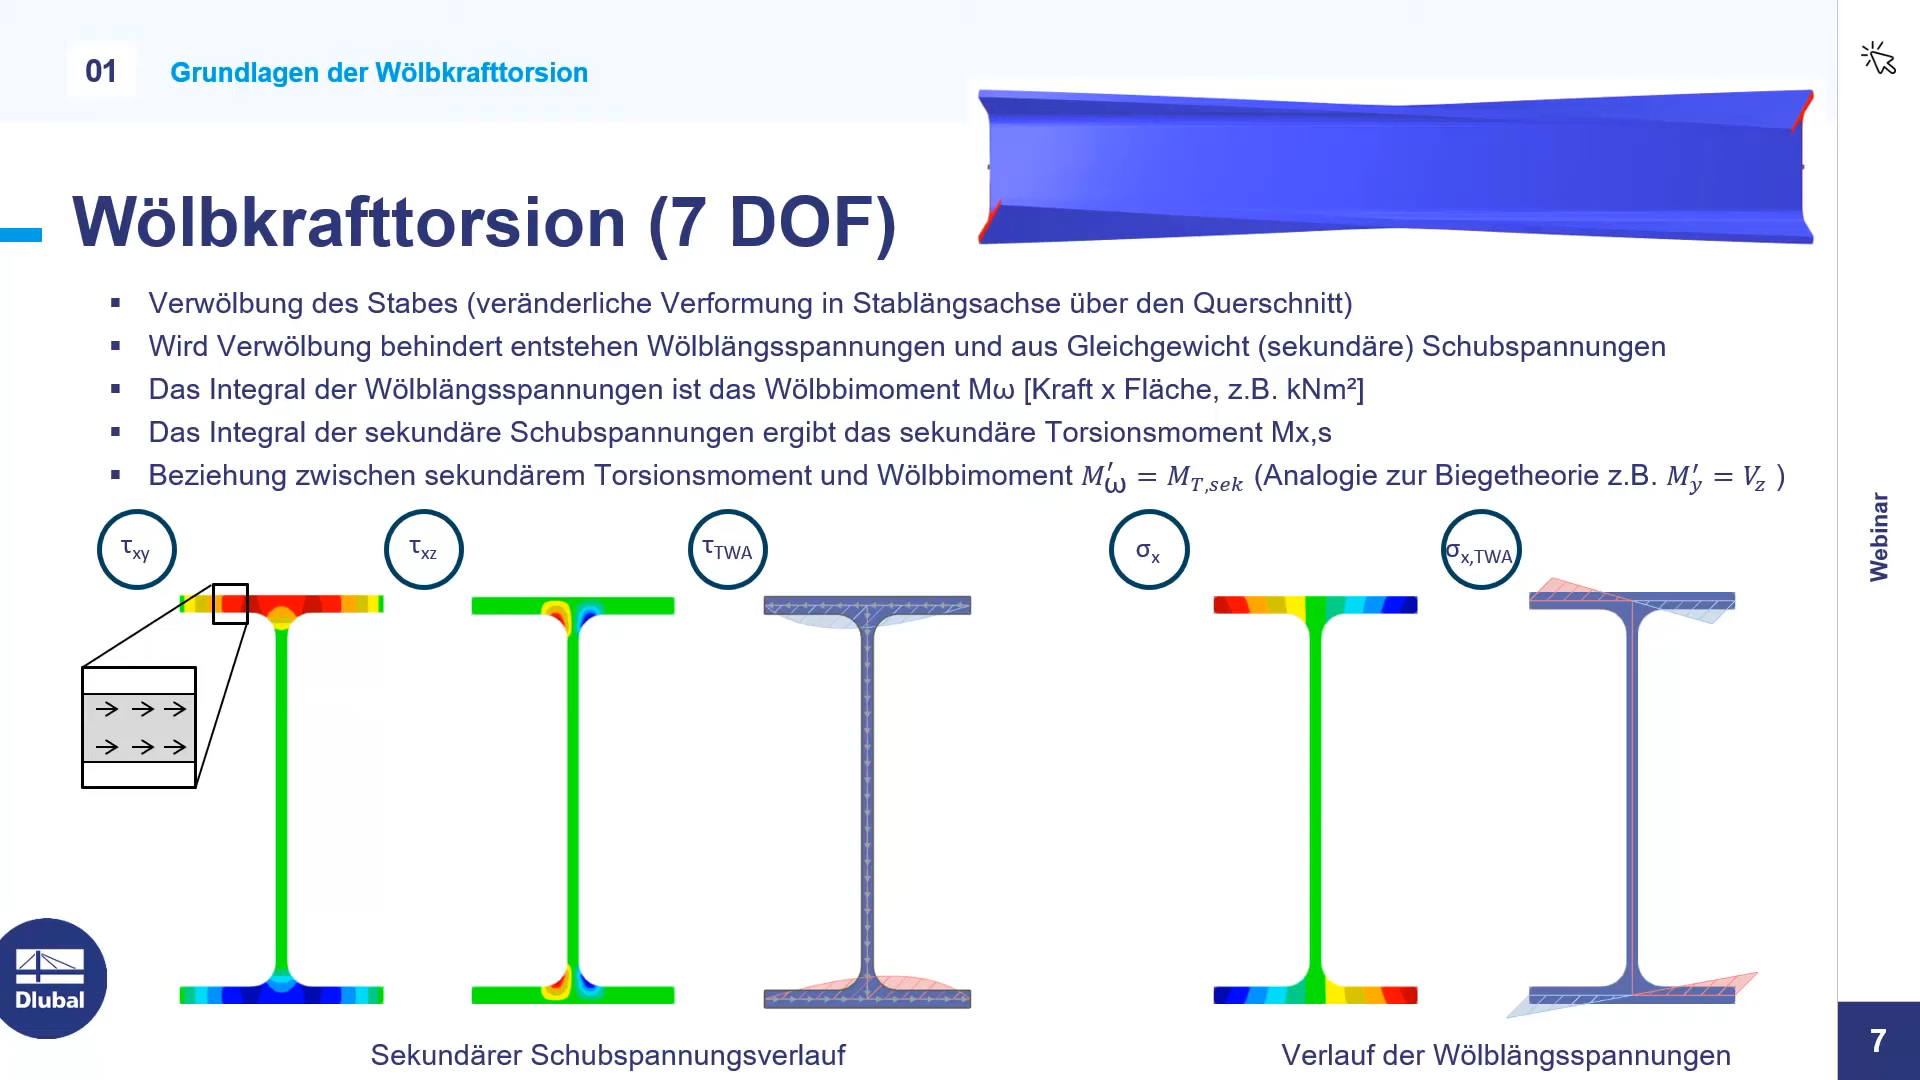 01
Grundlagen der Wölbkrafttorsion
Wölbkrafttorsion (7 DOF)
▪ Verwölbung des Stabes (veränderliche Verformung in Stablängsachse über den Querschnitt)
▪ Wird Verwölbung behindert entstehen Wölblängsspannungen und aus Gleichgewicht (sekundäre) Schubspannungen
▪ Das Integral der Wölblängsspannungen ist das Wölbbimoment Mω [Kraft x Fläche, z.B. kNm²]
▪ Das Integral der sekundäre Schubspannungen ergibt das sekundäre Torsionsmoment Mx,s
▪ Beziehung zwischen sekundärem Torsionsmoment und Wölbbimoment M′ω = MT,sek (Analogie zur Biegetheorie z.B. M′y = Vz )
τxy
τxz
τTWA
σx
σx,TWA
Sekundärer Schubspannungsverlauf
Verlauf der Wölblängsspannungen
Dlubal
Webinar
7